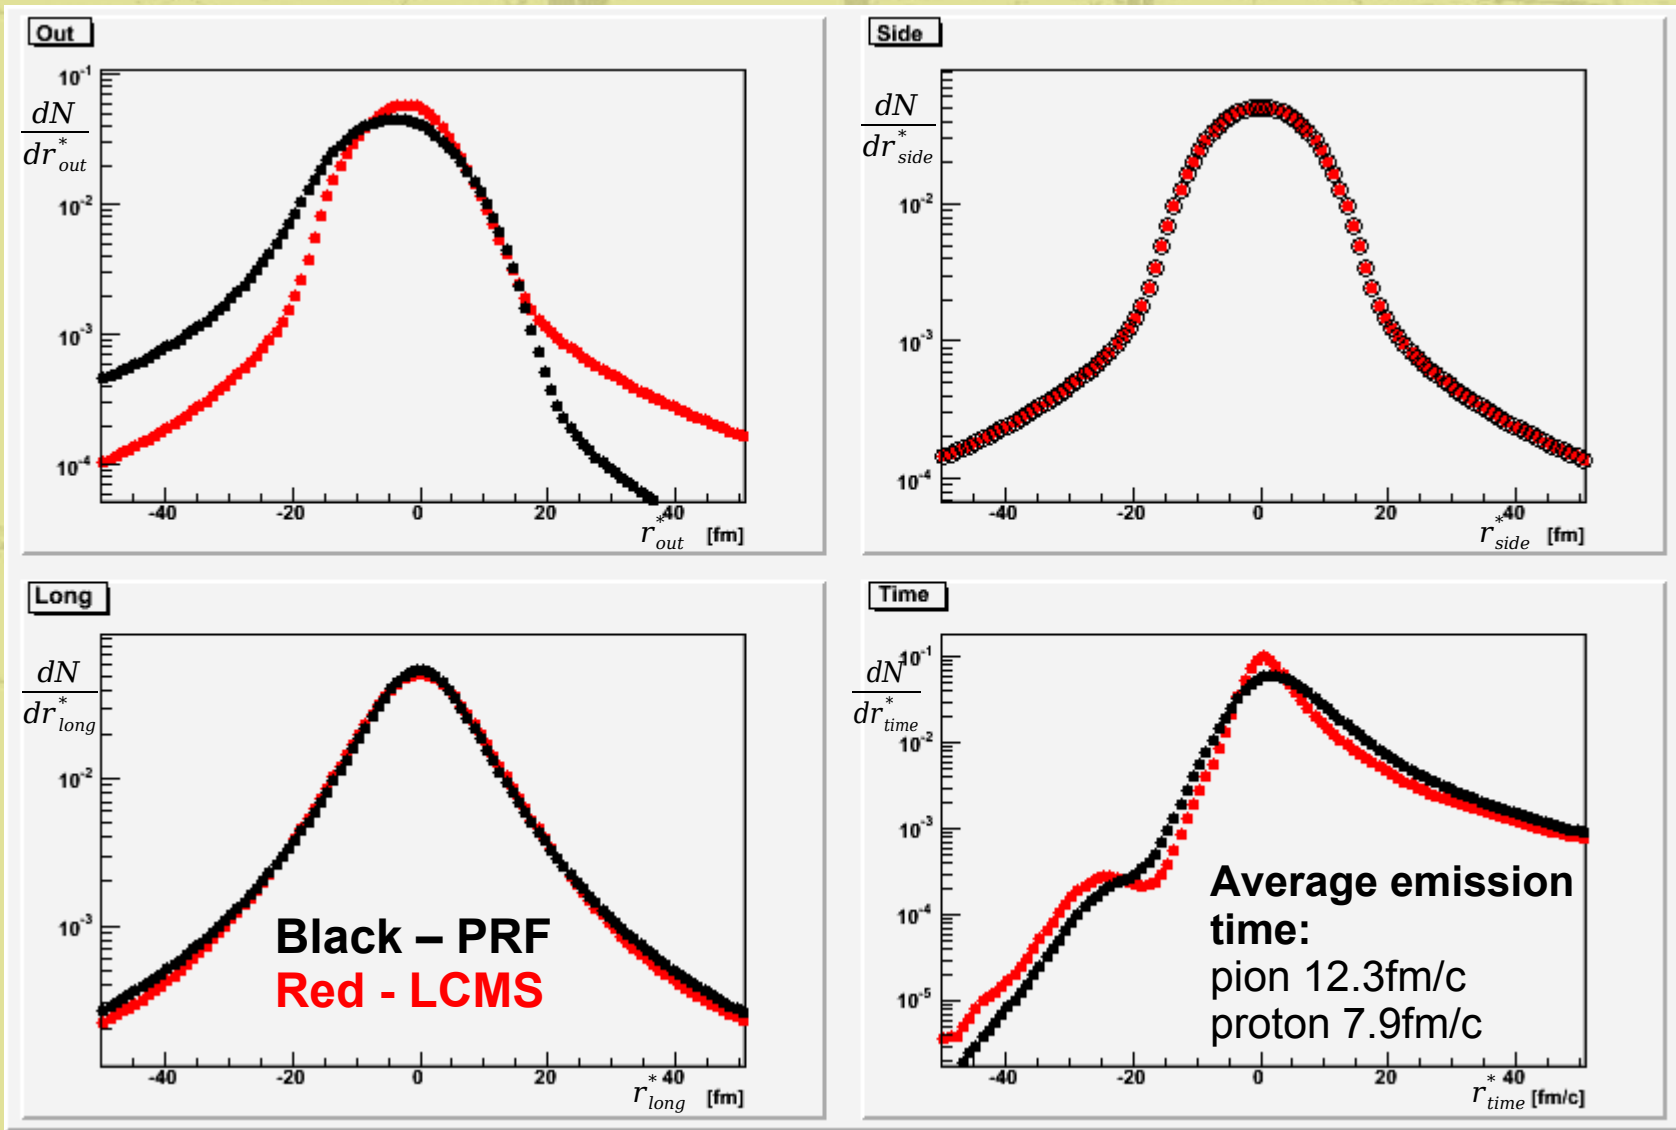 Out
dN
dr*out
10-1
10-2
10-3
10-4
-40 -20 0 20 40
r*out [fm]
Side
dN
dr*side
10-2
10-3
10-4
-40 -20 0 20 40
r*side [fm]
Long
dN
dr*long
10-2
10-3
Black – PRF
Red - LCMS
-40 -20 0 20 40
r*long [fm]
Time
dN
dr*time
10-1
10-2
10-3
10-4
10-5
Average emission
time:
pion 12.3fm/c
proton 7.9fm/c
-40 -20 0 20 40
r*time [fm/c]